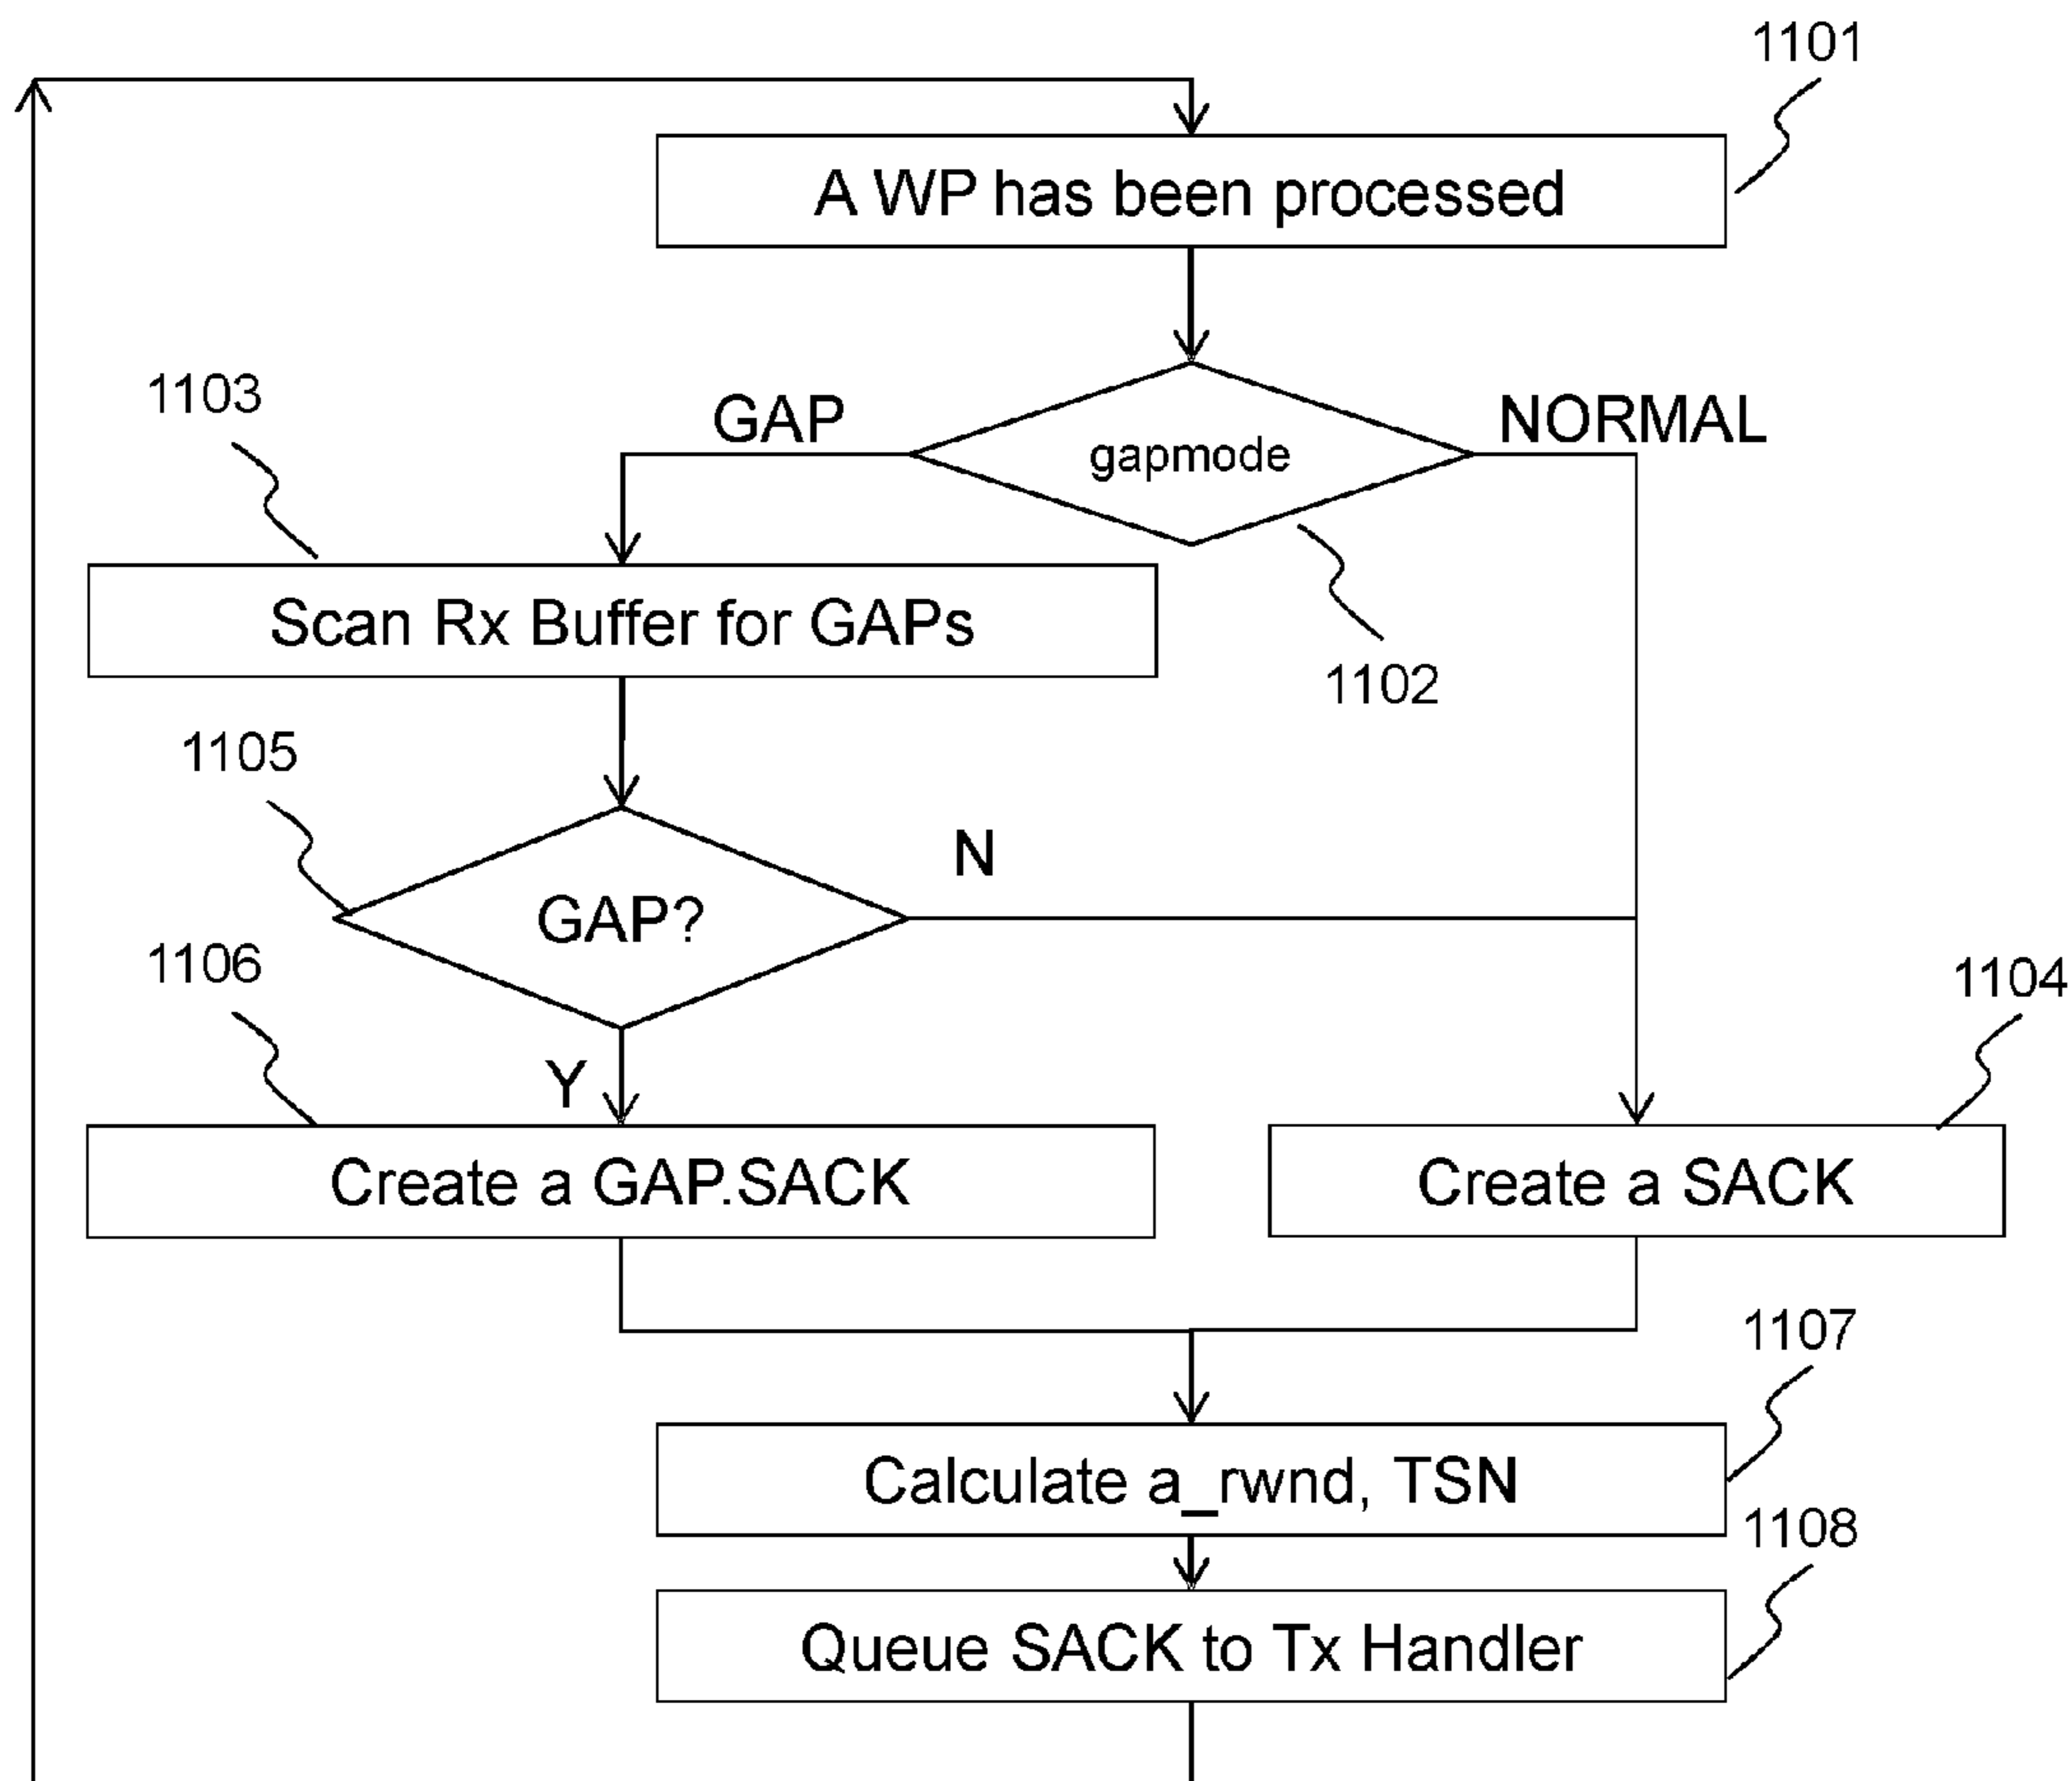 1101
A WP has been processed
1103
GAP
NORMAL
gapmode
Scan Rx Buffer for GAPs
1102
1105
N
GAP?
1106
1104
Y
Create a GAP.SACK
Create a SACK
1107
Calculate a_rwnd, TSN
1108
Queue SACK to Tx Handler